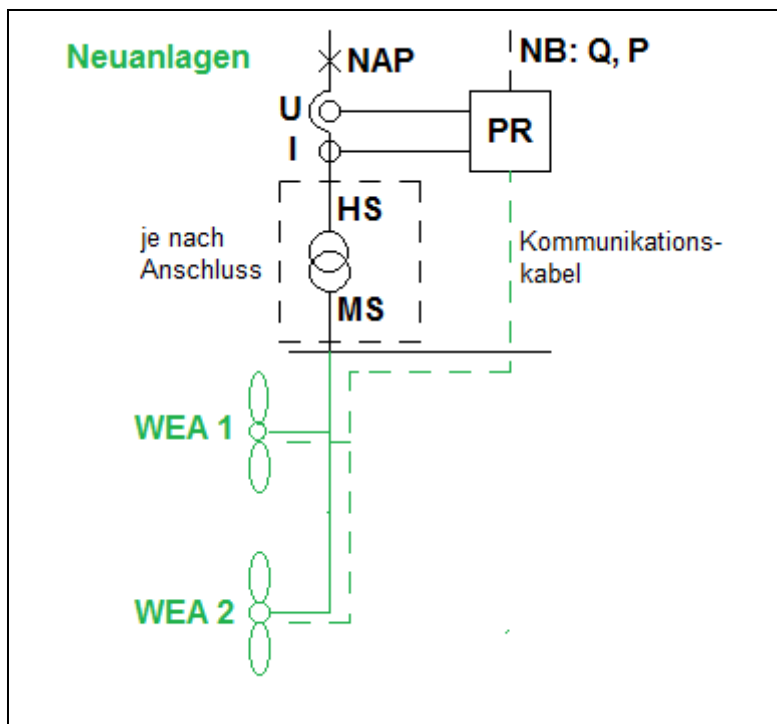 Neuanlagen
NAP
NB: Q, P
U
PR
I
HS
je nach
Anschluss
Kommunikations-
kabel
MS
WEA 1
WEA 2